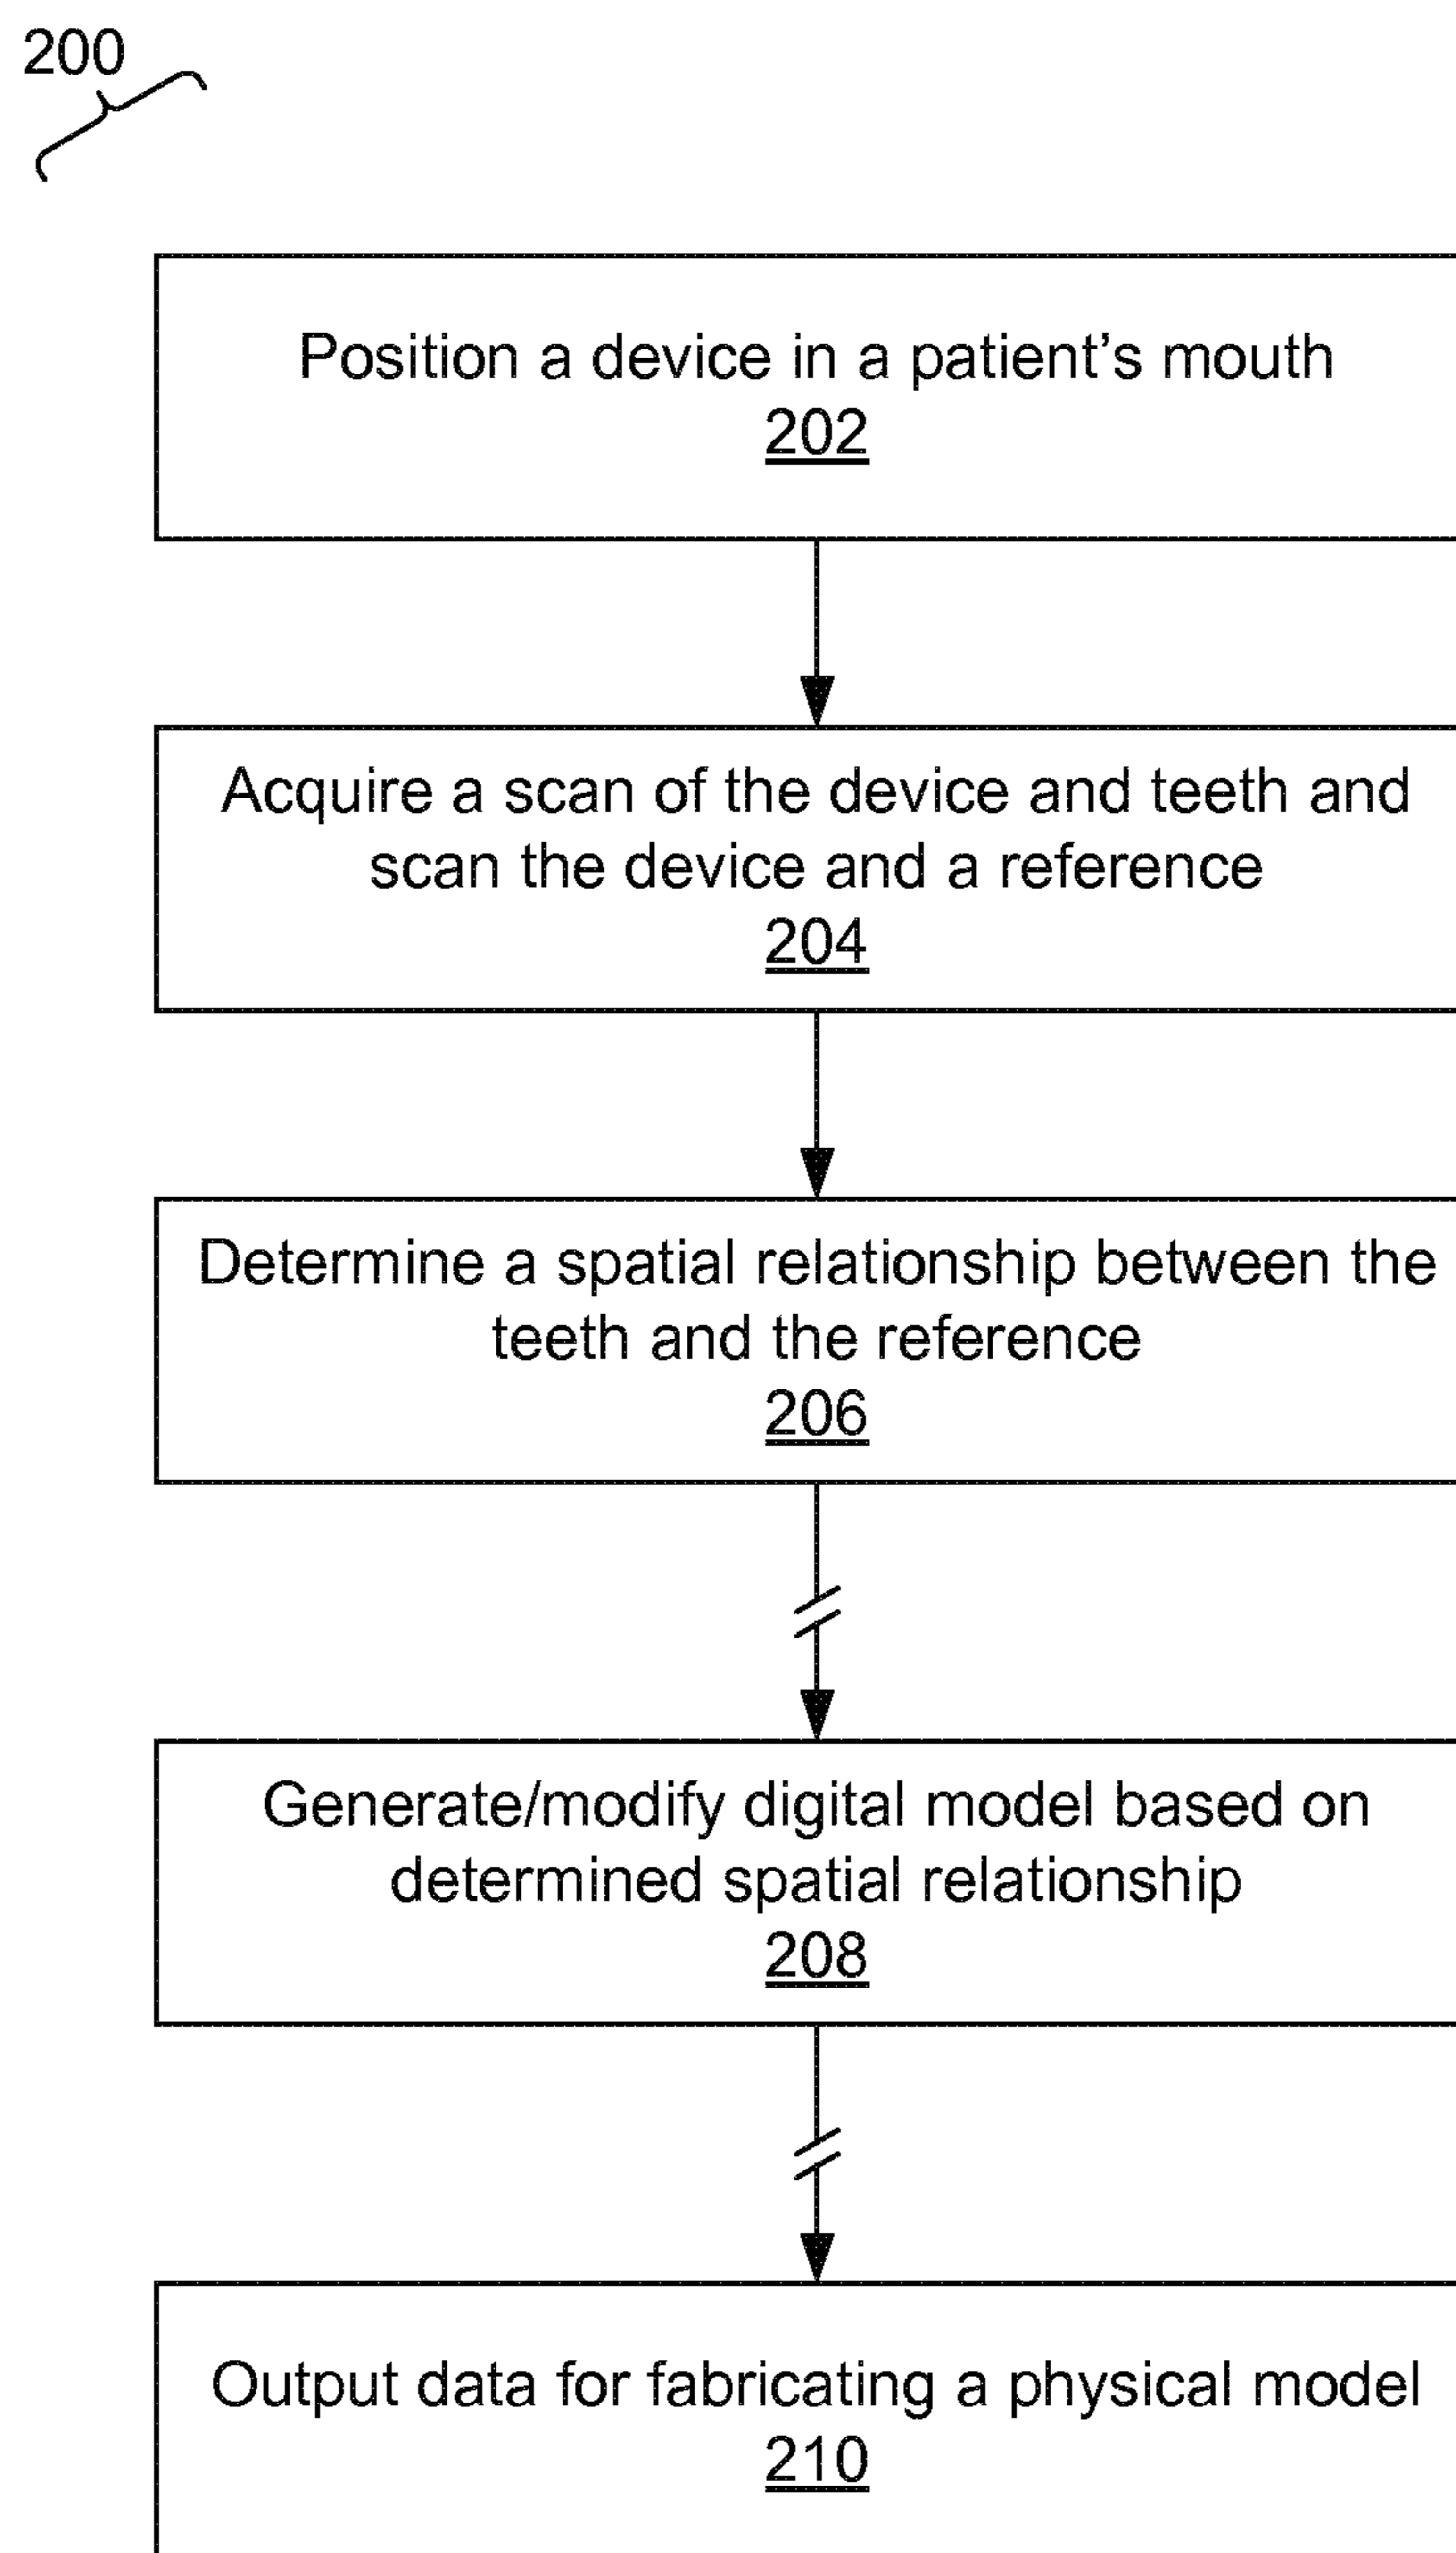 200
Position a device in a patient’s mouth
202
Acquire a scan of the device and teeth and
scan the device and a reference
204
Determine a spatial relationship between the
teeth and the reference
206
Generate/modify digital model based on
determined spatial relationship
208
Output data for fabricating a physical model
210